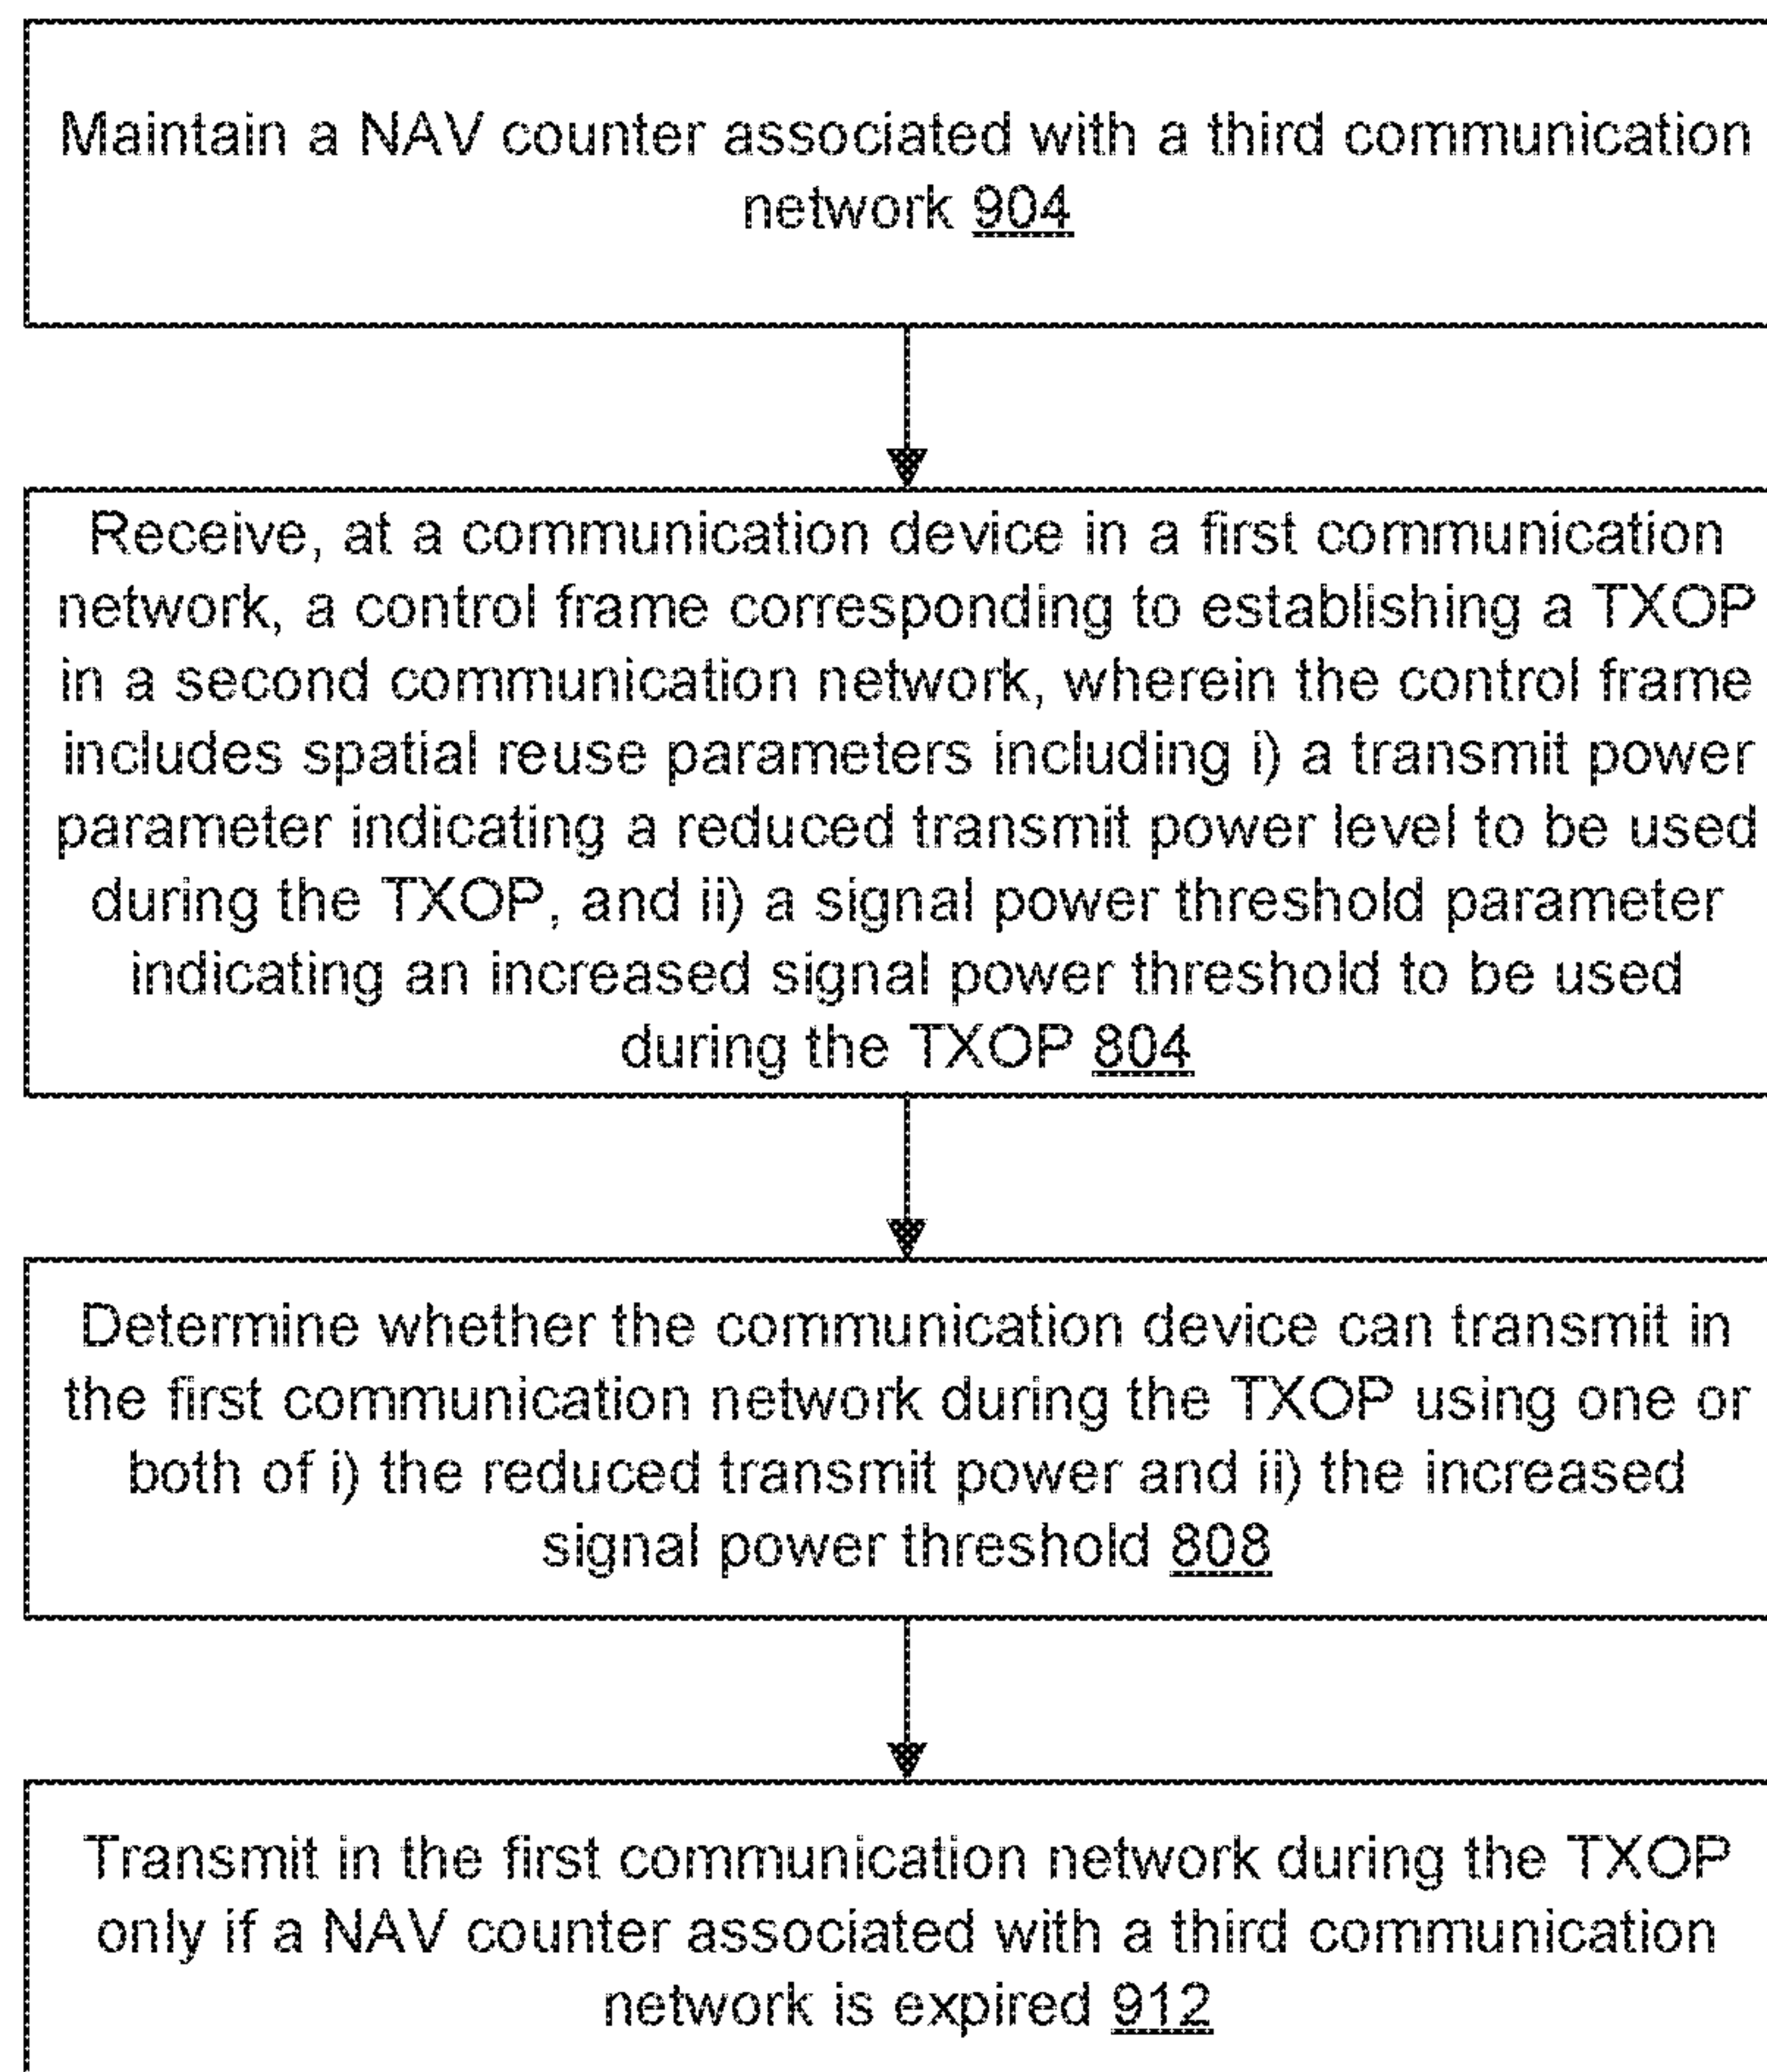 Maintain a NAV counter associated with a third communication
network 904
Receive, at a communication device in a first communication
network, a control frame corresponding to establishing a TXOP
in a second communication network, wherein the control frame
includes spatial reuse parameters including i) a transmit power
parameter indicating a reduced transmit power level to be used
during the TXOP, and ii) a signal power threshold parameter
indicating an increased signal power threshold to be used
during the TXOP 804
Determine whether the communication device can transmit in
the first communication network during the TXOP using one or
both of i) the reduced transmit power and ii) the increased
signal power threshold 808
Transmit in the first communication network during the TXOP
only if a NAV counter associated with a third communication
network is expired 912